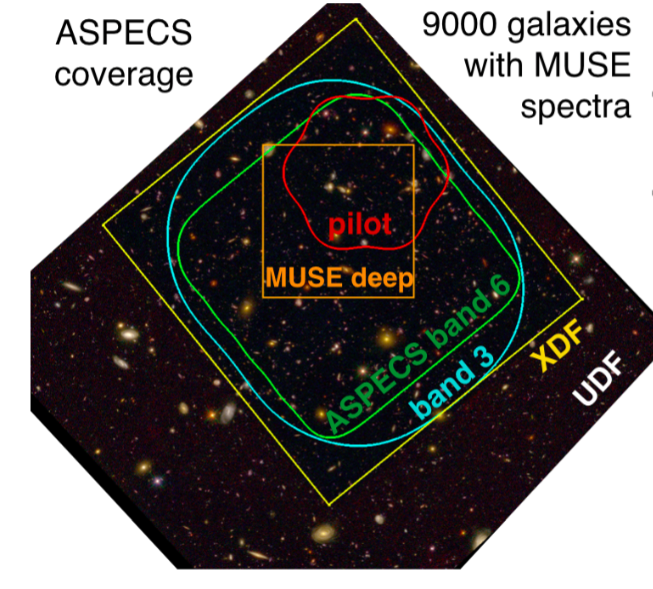 ASPECS
coverage
9000 galaxies
with MUSE
spectra
pilot
MUSE deep
ASPECS band 6
band 3
XDF
UDF